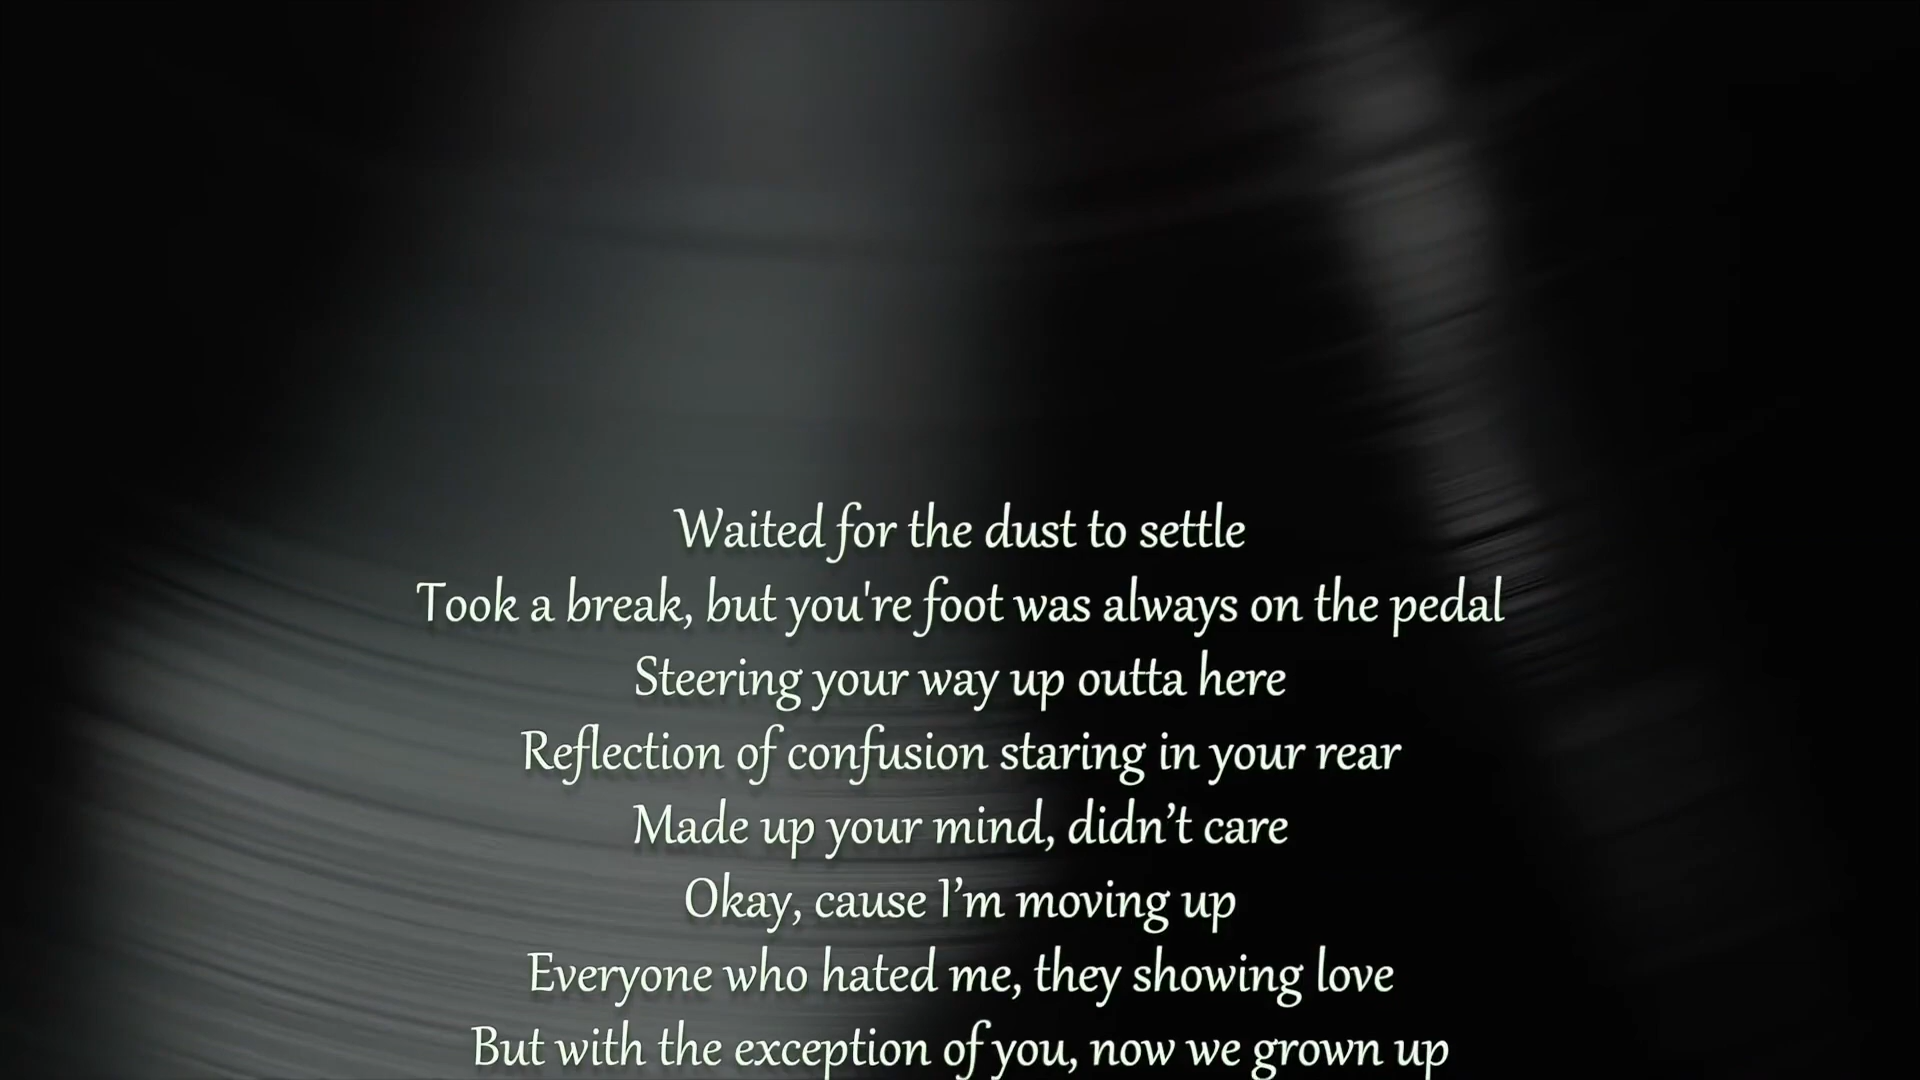 Waited for the dust to settle
Took a break, but you're foot was always on the pedal
Steering your way up outta here
Reflection of confusion staring in your rear
Made up your mind, didn’t care
Okay, cause I’m moving up
Everyone who hated me, they showing love
But with the exception of you, now we grown up